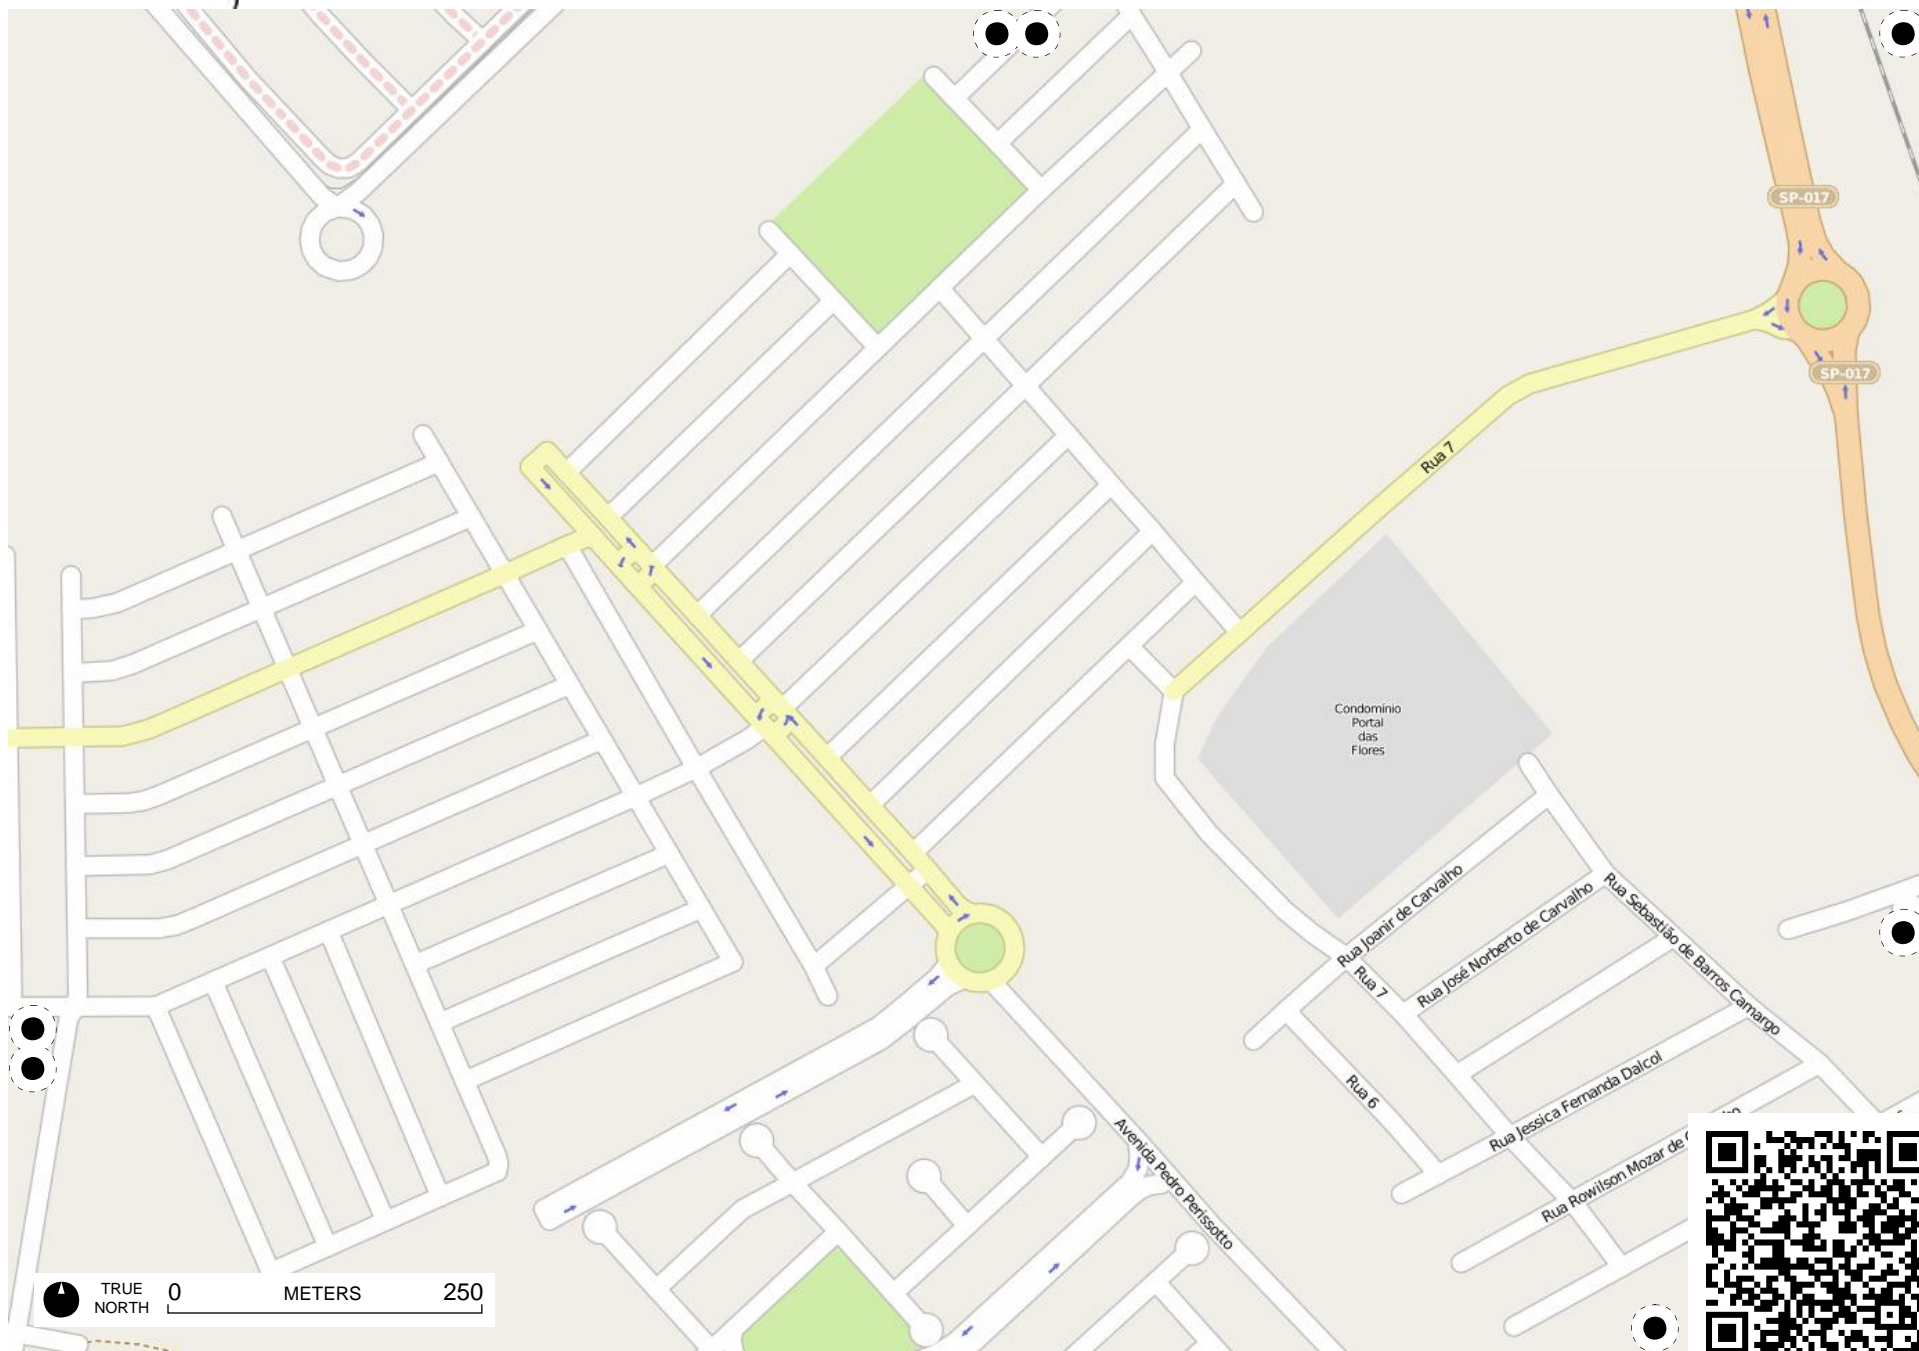 SP-017
SP-017
Rua 7
Condomínio
Portal
das
Flores
Rua Joanir de Carvalho
Rua José Norberto de Carvalho
Rua Sebastião de Barros Camargo
Rua 7
Rua 6
Rua Jessica Fernanda Dalcol
Rua Rowilson Mozar de
Avenida Pedro Perissotto
TRUE
NORTH
0 METERS 250